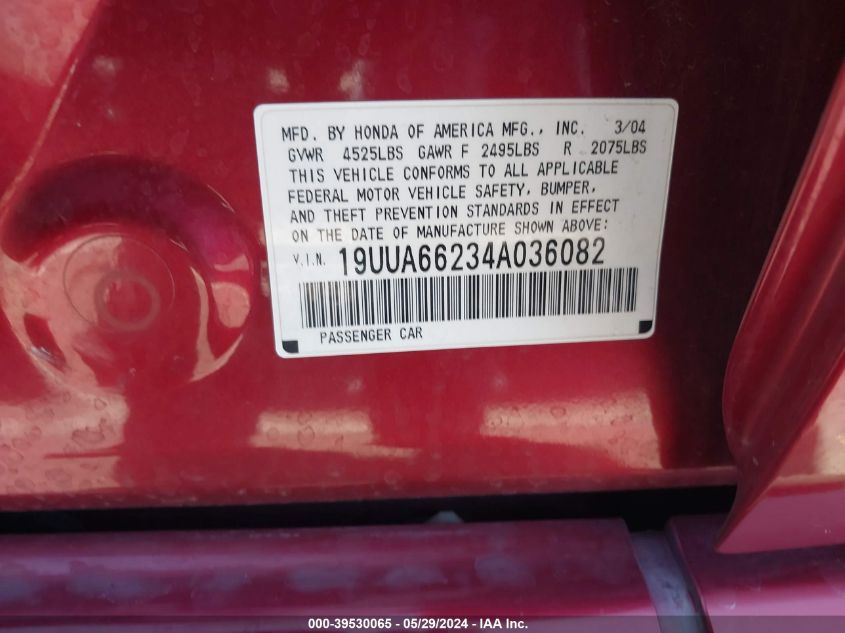 MFD. BY HONDA OF AMERICA MFG., INC. 3/04
GVWR 4525LBS GAWR F 2495LBS R 2075LBS
THIS VEHICLE CONFORMS TO ALL APPLICABLE
FEDERAL MOTOR VEHICLE SAFETY, BUMPER,
AND THEFT PREVENTION STANDARDS IN EFFECT
ON THE DATE OF MANUFACTURE SHOWN ABOVE:
V.I.N. 19UUA66234A036082
PASSENGER CAR
000-39530065 - 05/29/2024 - IAA Inc.